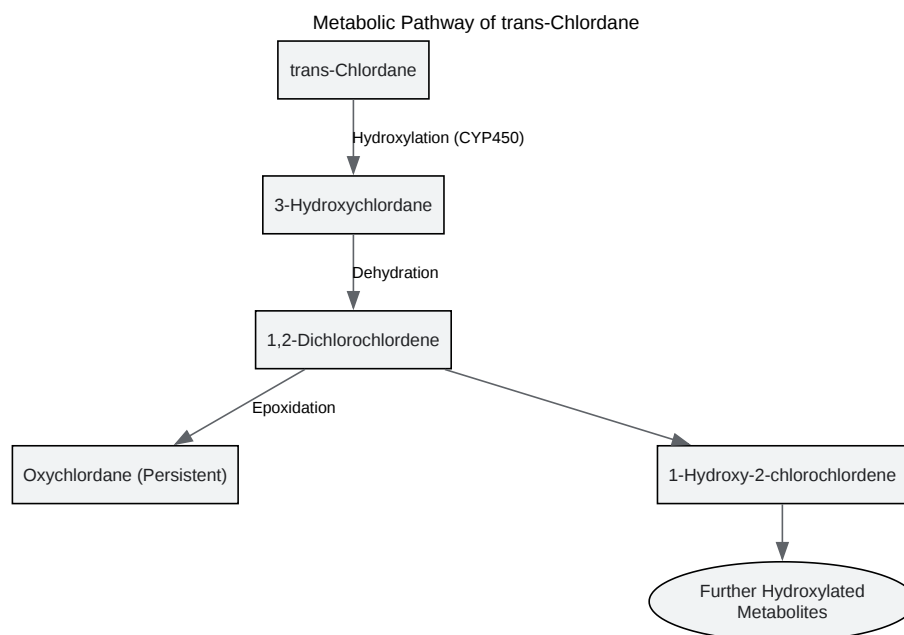 Metabolic Pathway of trans-Chlordane
trans-Chlordane
Hydroxylation (CYP450)
3-Hydroxychlordane
Dehydration
1,2-Dichlorochlordene
Epoxidation
Oxychlordane (Persistent)
1-Hydroxy-2-chlorochlordene
Further Hydroxylated
Metabolites